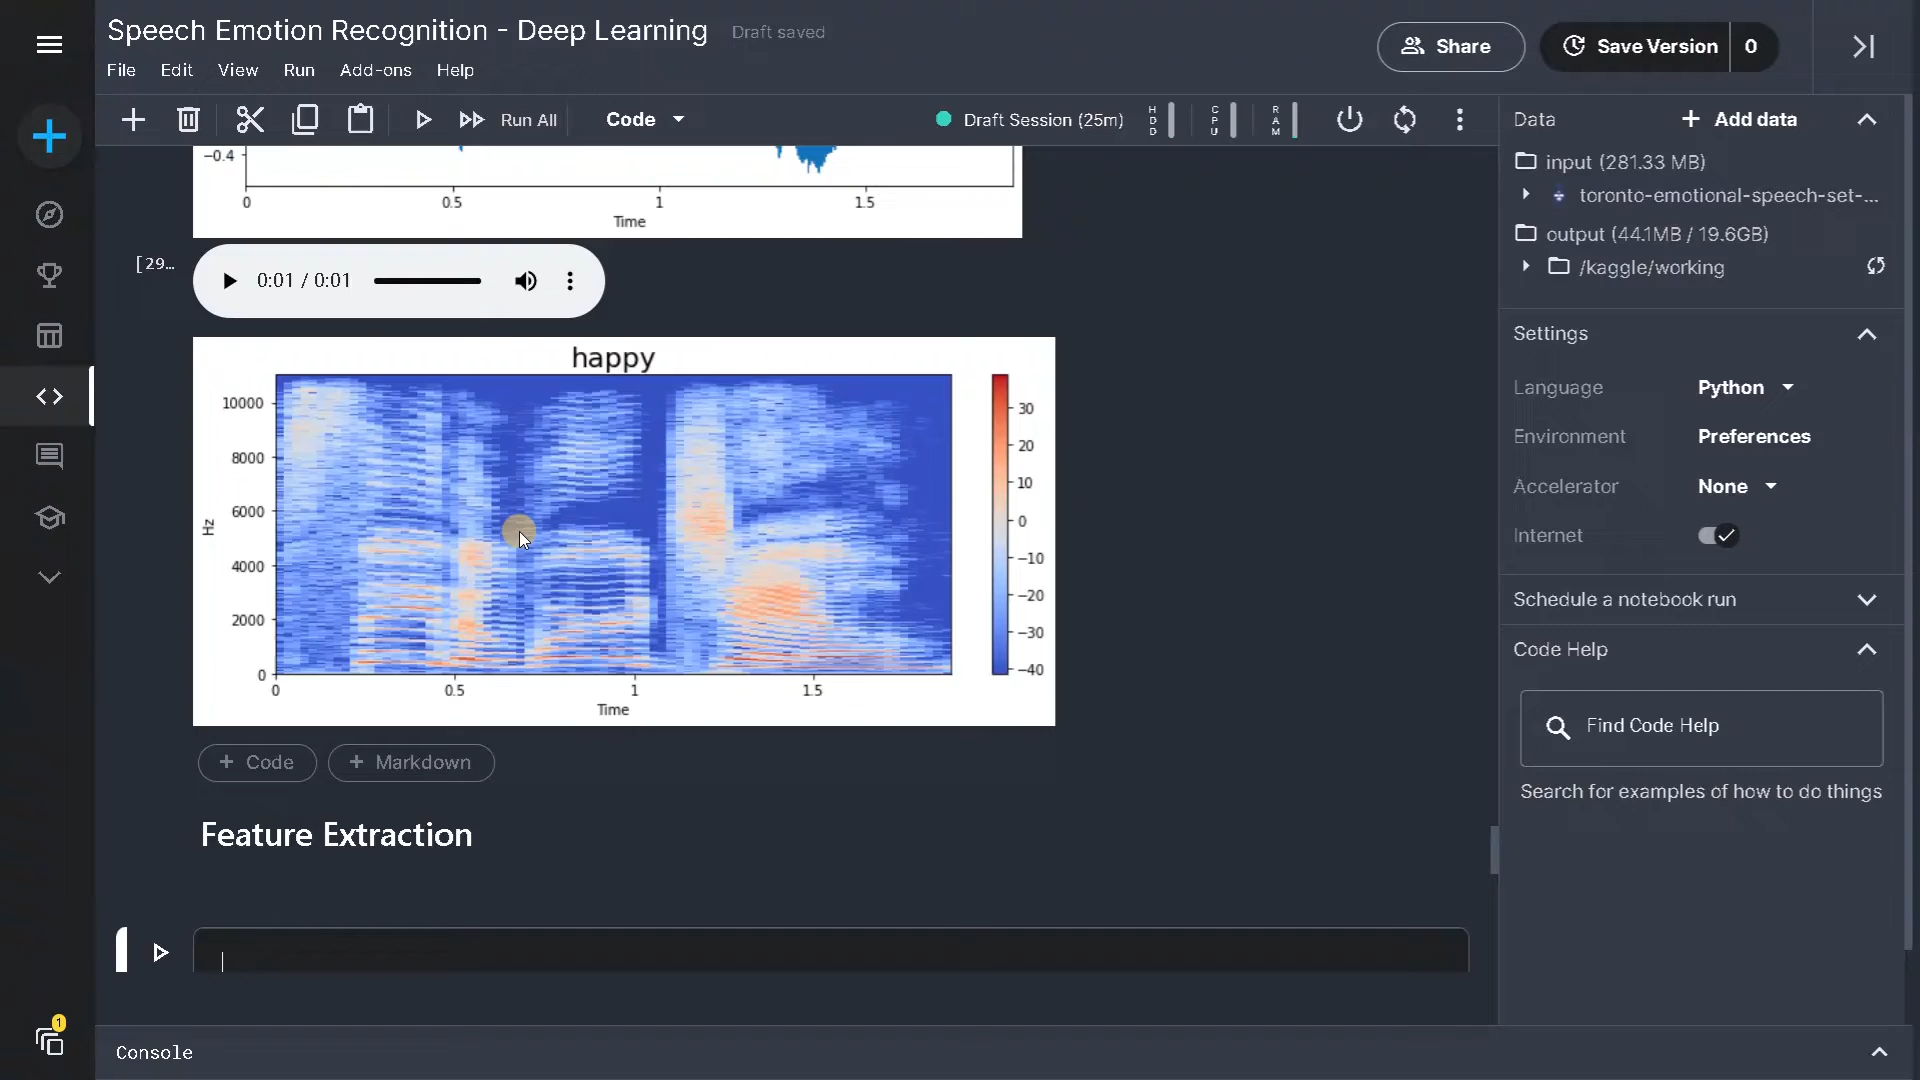 Speech Emotion Recognition - Deep Learning Draft saved
File Edit View Run Add-ons Help
Share
Save Version 0
Run All
Code
Draft Session (25m)
HDD
CPU
RAM
−0.4
0 0.5 1 1.5
Time
[29…
0:01 / 0:01
happy
10000
8000
6000
4000
2000
0
Hz
0 0.5 1 1.5
Time
30
20
10
0
−10
−20
−30
−40
+ Code
+ Markdown
Feature Extraction
Console
1
Data
+ Add data
input (281.33 MB)
toronto-emotional-speech-set-...
output (44.1MB / 19.6GB)
/kaggle/working
Settings
Language Python
Environment Preferences
Accelerator None
Internet
Schedule a notebook run
Code Help
Find Code Help
Search for examples of how to do things